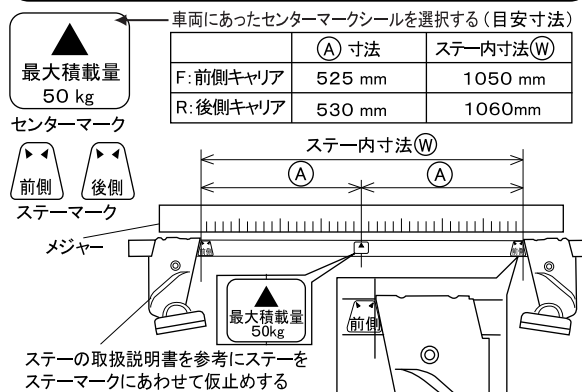 車両にあったセンターマークシールを選択する(目安寸法)
▲
最大積載量
50 kg
センターマーク
Ⓐ 寸法 ステー内寸法Ⓦ
F:前側キャリア 525 mm 1050 mm
R:後側キャリア 530 mm 1060mm
前側 後側
ステーマーク
ステー内寸法Ⓦ
Ⓐ Ⓐ
メジャー
前側 前側
最大積載量
50kg
前側
ステーの取扱説明書を参考にステーを
ステーマークにあわせて仮止めする